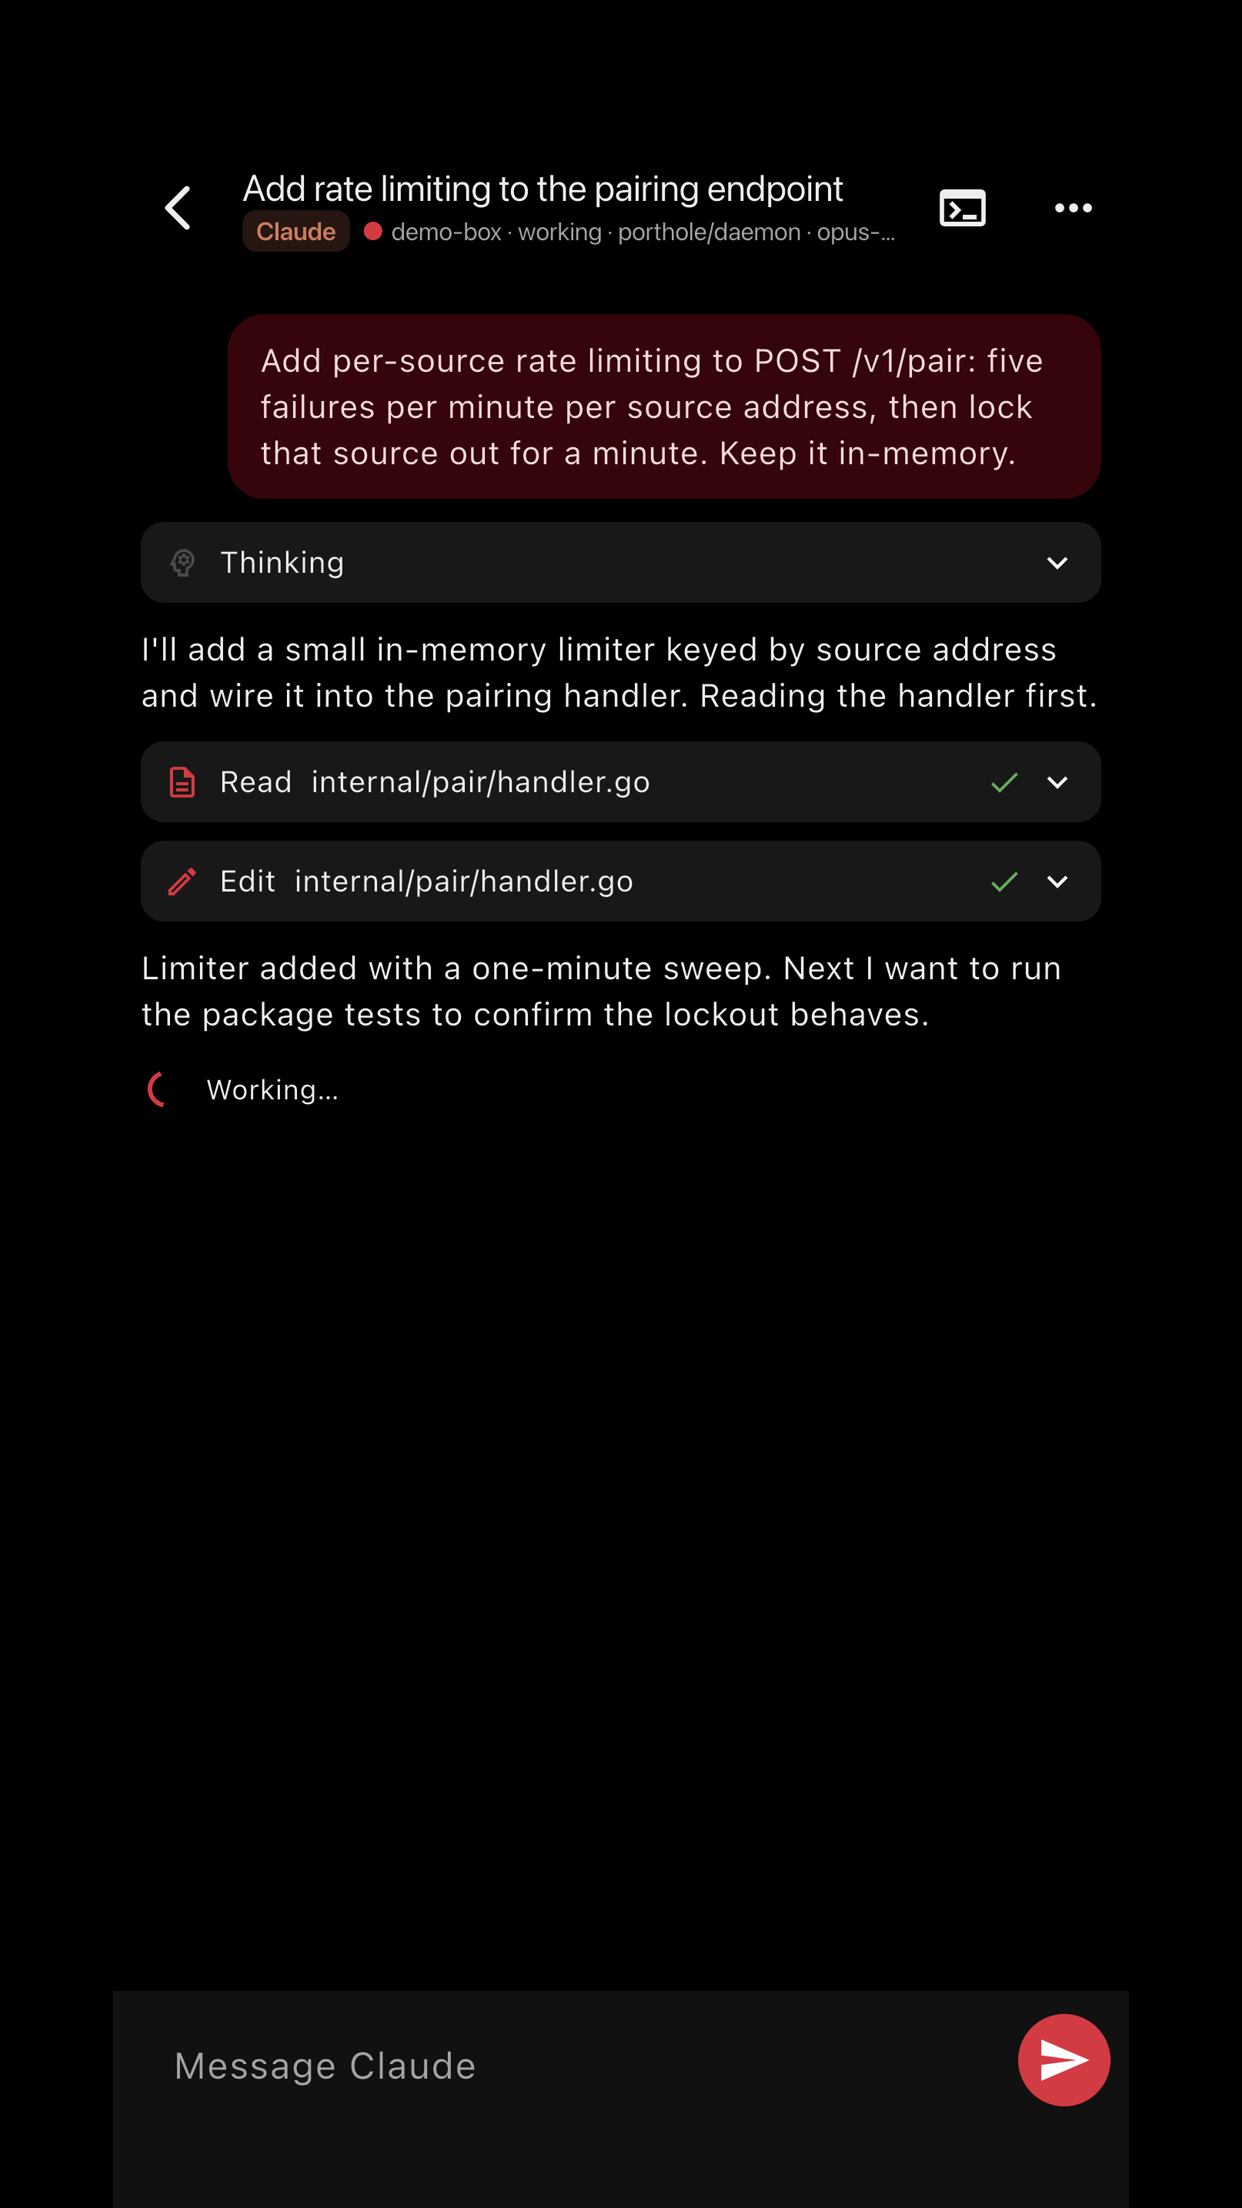 Add rate limiting to the pairing endpoint
Claude demo-box · working · porthole/daemon · opus-...
Add per-source rate limiting to POST /v1/pair: five
failures per minute per source address, then lock
that source out for a minute. Keep it in-memory.
Thinking
I'll add a small in-memory limiter keyed by source address
and wire it into the pairing handler. Reading the handler first.
Read internal/pair/handler.go
Edit internal/pair/handler.go
Limiter added with a one-minute sweep. Next I want to run
the package tests to confirm the lockout behaves.
Working...
Message Claude